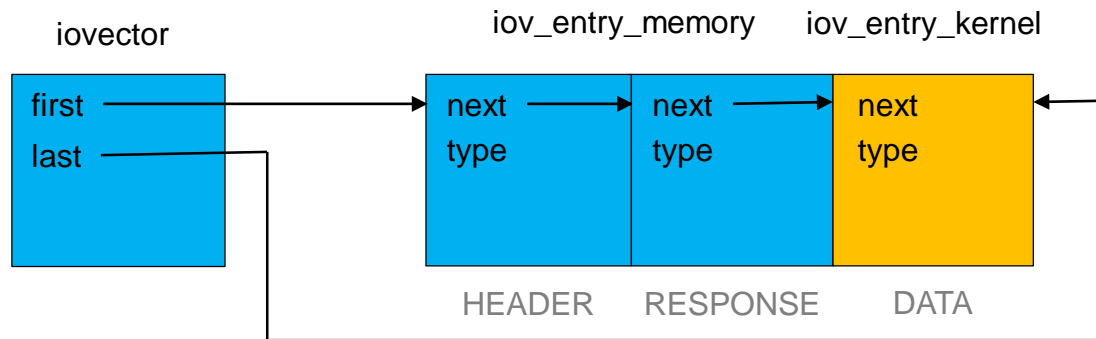 iovector
iov_entry_memory
iov_entry_kernel
first
last
next
type
next
type
next
type
HEADER
RESPONSE
DATA